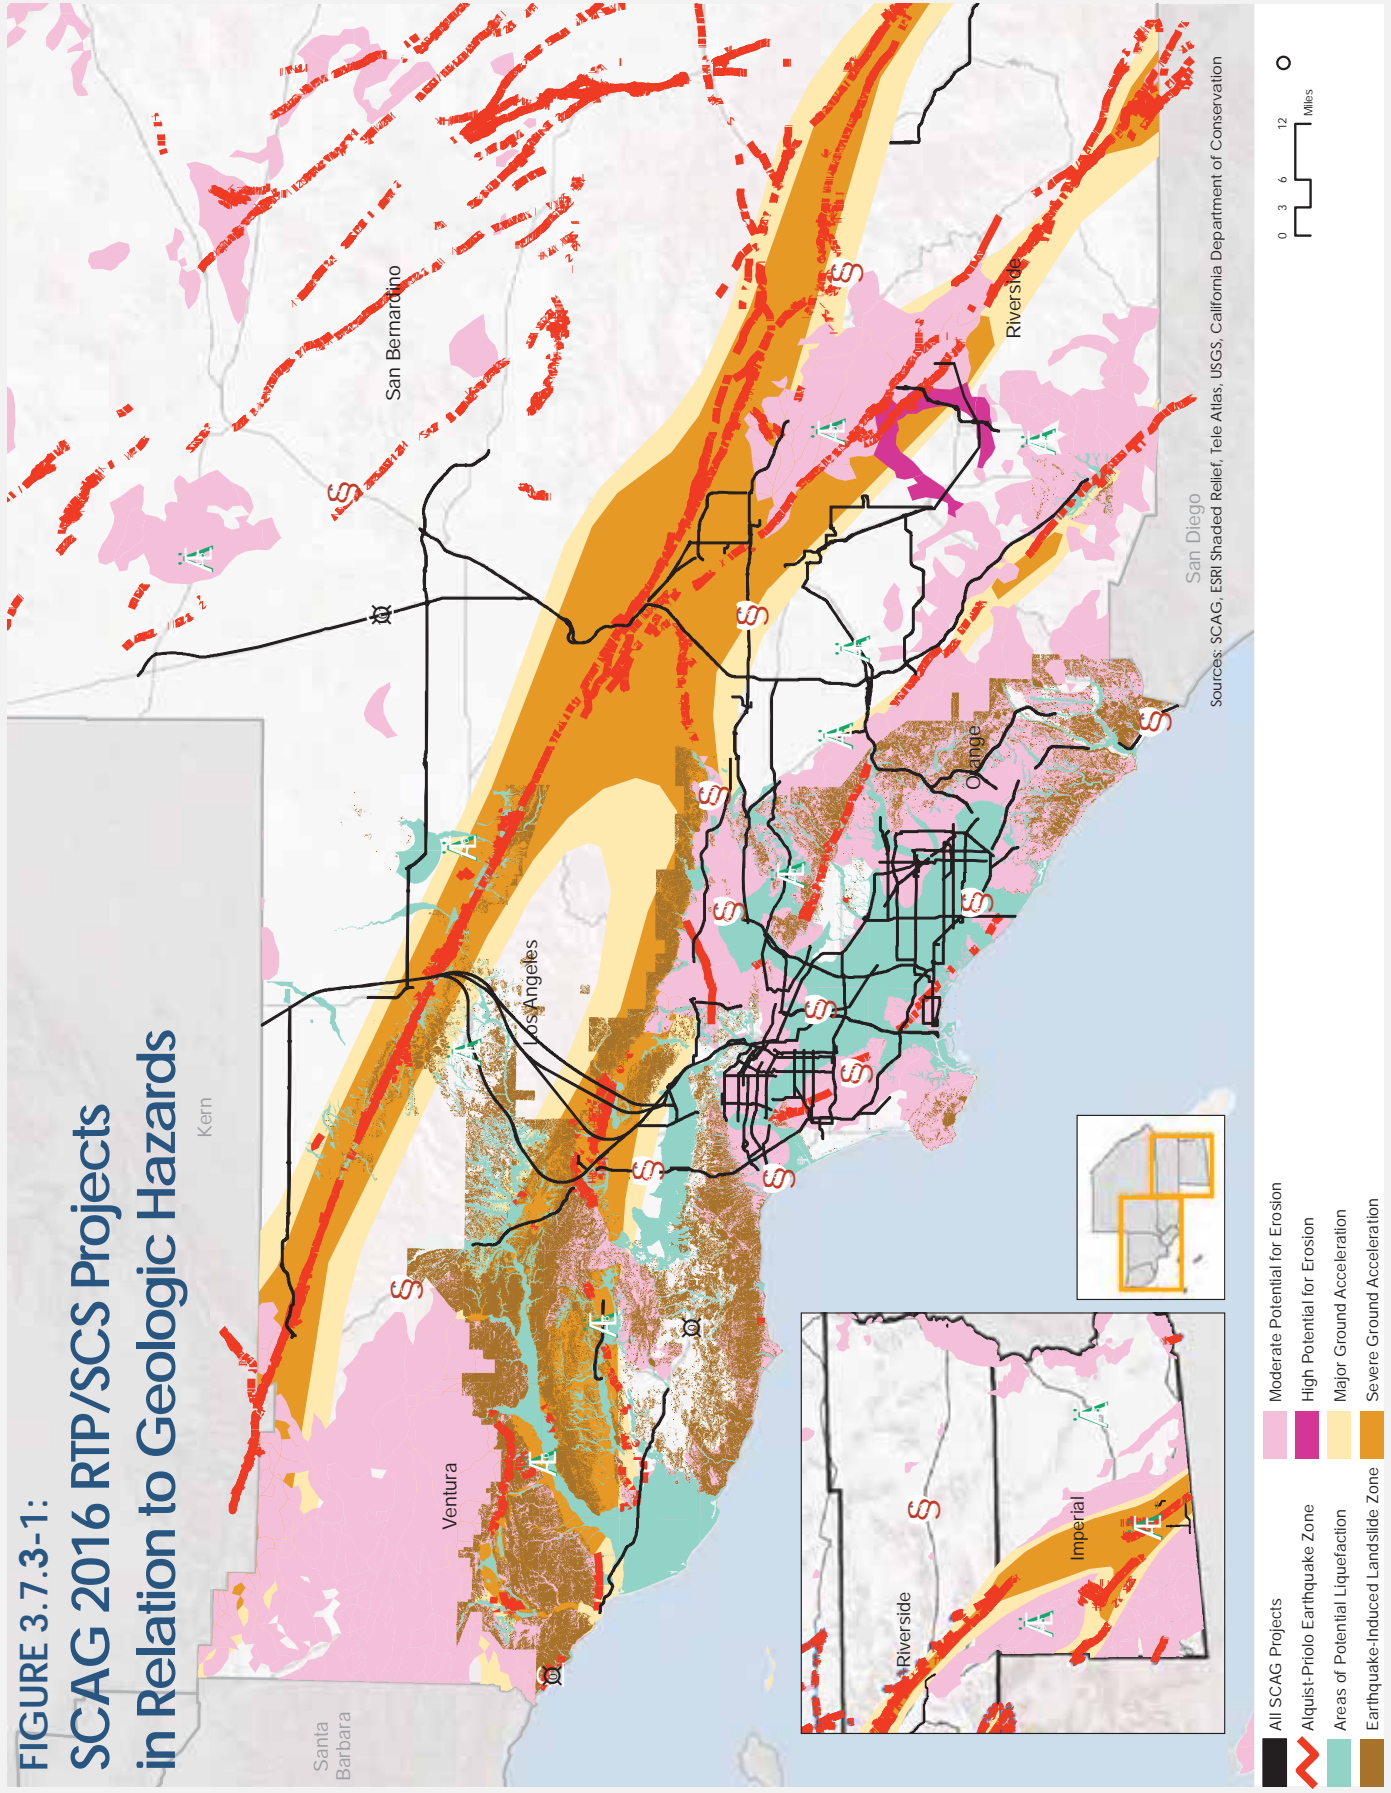 FIGURE 3.7.3-1:
SCAG 2016 RTP/SCS Projects
in Relation to Geologic Hazards
Kern
Santa
Barbara
Ventura
Los Angeles
San Bernardino
Orange
Riverside
San Diego
Riverside
Imperial
Sources: SCAG, ESRI Shaded Relief, Tele Atlas, USGS, California Department of Conservation
All SCAG Projects
Alquist-Priolo Earthquake Zone
Areas of Potential Liquefaction
Earthquake-Induced Landslide Zone
Moderate Potential for Erosion
High Potential for Erosion
Major Ground Acceleration
Severe Ground Acceleration
0 3 6 12
Miles